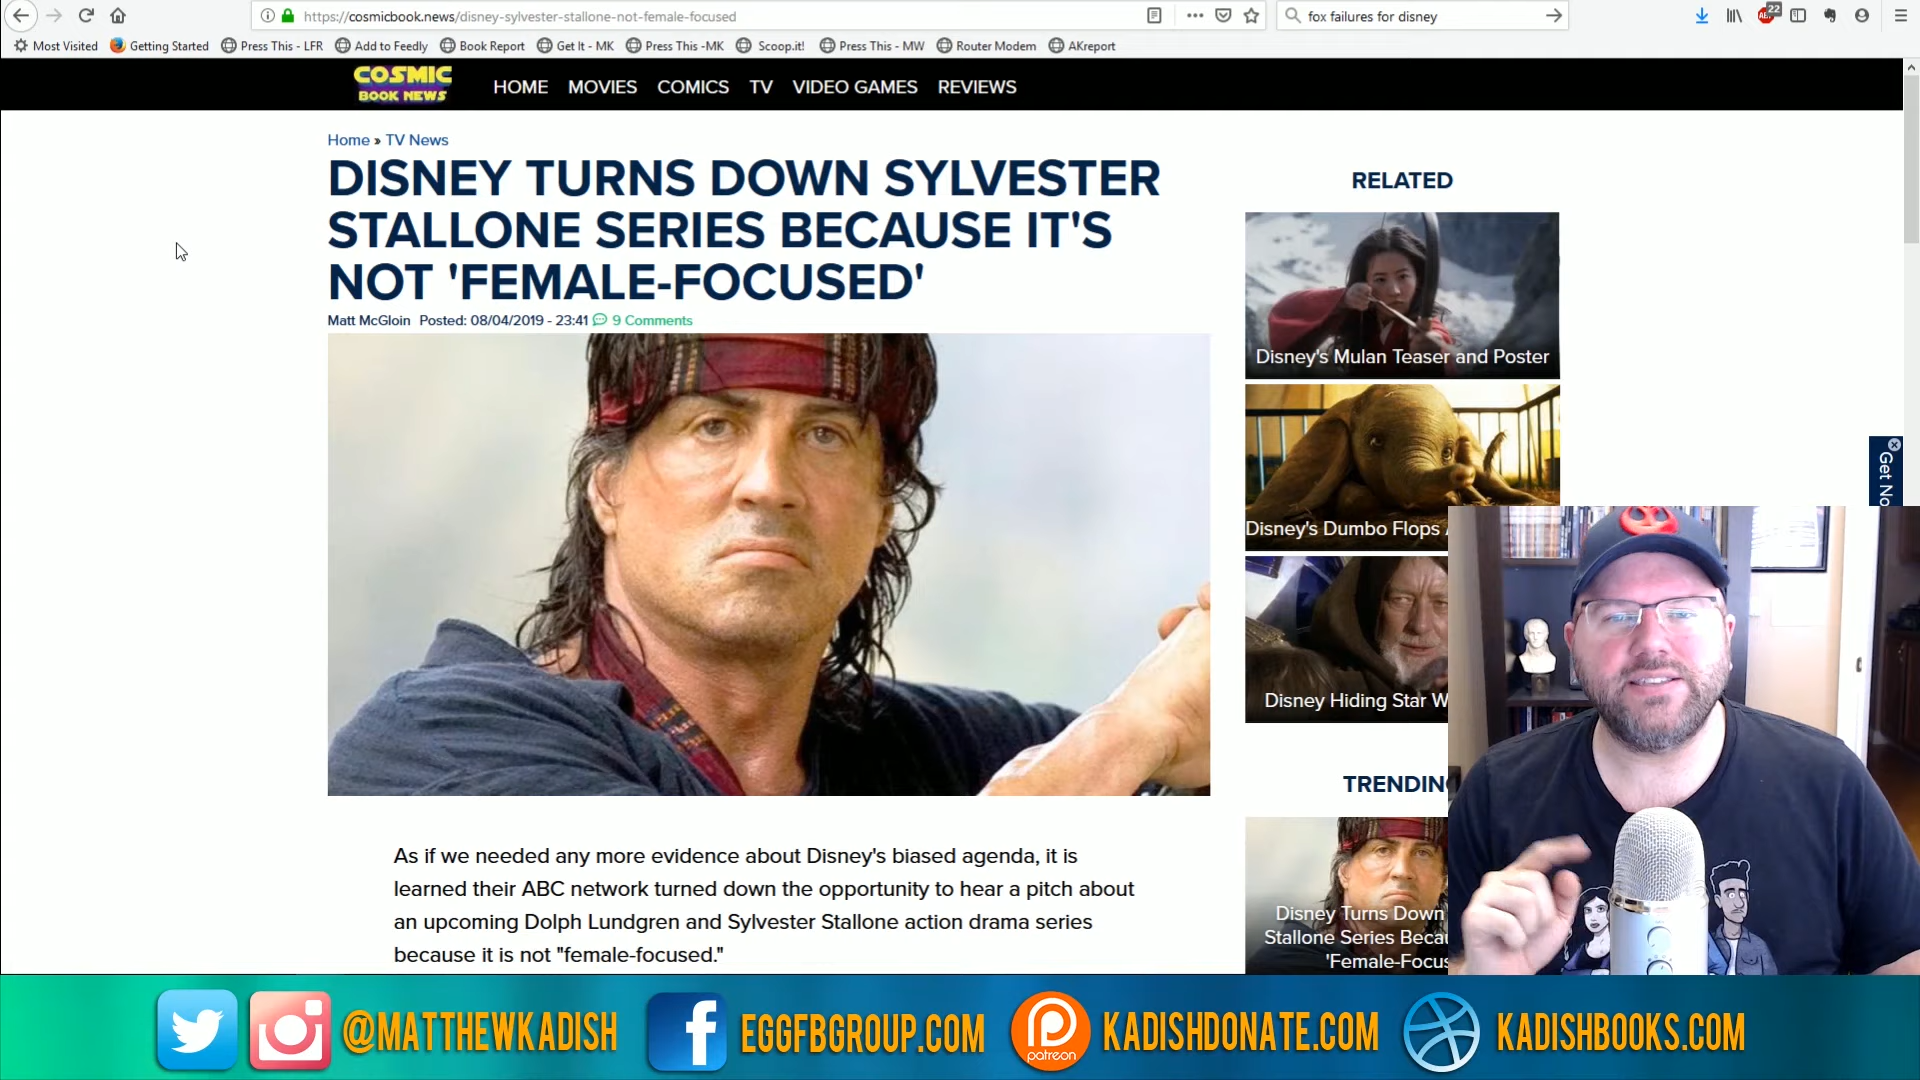 https://cosmicbook.news/disney-sylvester-stallone-not-female-focused
fox failures for disney
22
Most Visited
Getting Started
Press This - LFR
Add to Feedly
Book Report
Get It - MK
Press This -MK
Scoop.it!
Press This - MW
Router Modem
AKreport
COSMIC
BOOK NEWS
HOME
MOVIES
COMICS
TV
VIDEO GAMES
REVIEWS
Home » TV News
DISNEY TURNS DOWN SYLVESTER
STALLONE SERIES BECAUSE IT'S
NOT 'FEMALE-FOCUSED'
Matt McGloin Posted: 08/04/2019 - 23:41 9 Comments
As if we needed any more evidence about Disney's biased agenda, it is
learned their ABC network turned down the opportunity to hear a pitch about
an upcoming Dolph Lundgren and Sylvester Stallone action drama series
because it is not "female-focused."
RELATED
Disney's Mulan Teaser and Poster
Disney's Dumbo Flops
Disney Hiding Star W
TRENDING
Disney Turns Down
Stallone Series Becau
'Female-Focus
Get No
@MATTHEWKADISH
EGGFBGROUP.COM
patreon
KADISHDONATE.COM
KADISHBOOKS.COM